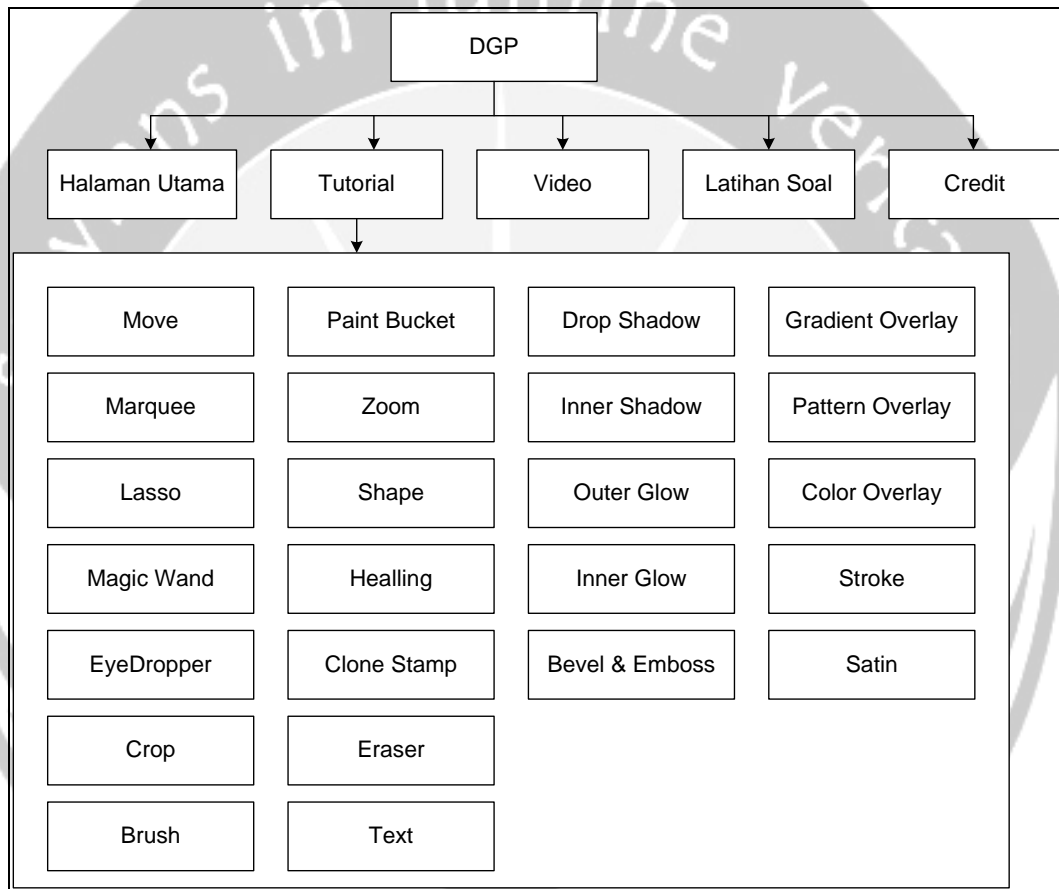 DGP
Halaman Utama
Tutorial
Video
Latihan Soal
Credit
Move
Paint Bucket
Drop Shadow
Gradient Overlay
Marquee
Zoom
Inner Shadow
Pattern Overlay
Lasso
Shape
Outer Glow
Color Overlay
Magic Wand
Healling
Inner Glow
Stroke
EyeDropper
Clone Stamp
Bevel & Emboss
Satin
Crop
Eraser
Brush
Text
in lumine